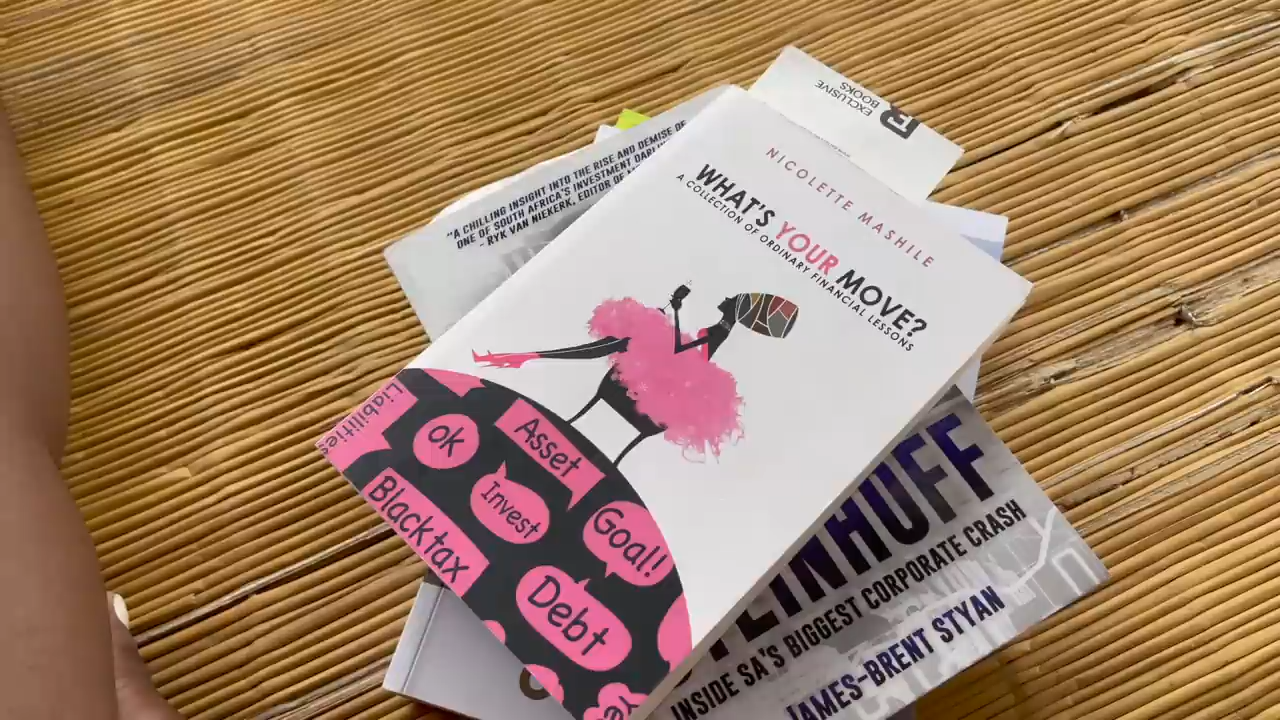 EXCLUSIVE
BOOKS
"A CHILLING INSIGHT INTO THE RISE AND DEMISE OF
ONE OF SOUTH AFRICA'S INVESTMENT
- RYK VAN NIEKERK, EDITOR OF
NICOLETTE MASHILE
WHAT'S YOUR MOVE?
A COLLECTION OF ORDINARY FINANCIAL LESSONS
Liabilities
ok
Asset
Invest
Goal!
Blacktax
Debt
INSIDE SA'S BIGGEST CORPORATE CRASH
JAMES-BRENT STYAN